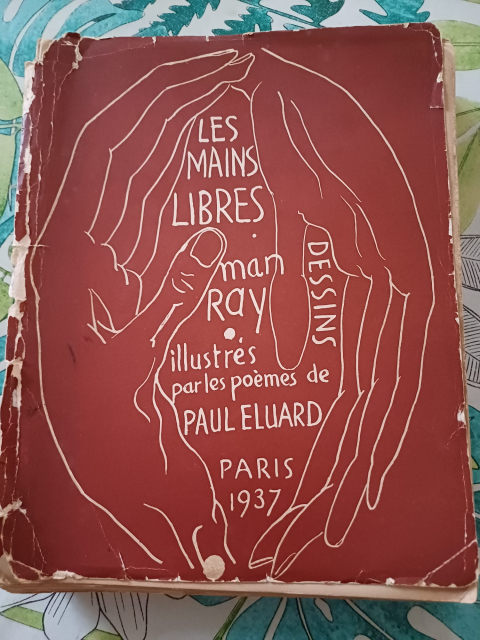 LES
MAINS
LIBRES
man
RAY
DESSINS
illustrés
par les poèmes de
PAUL ELUARD
PARIS
1937